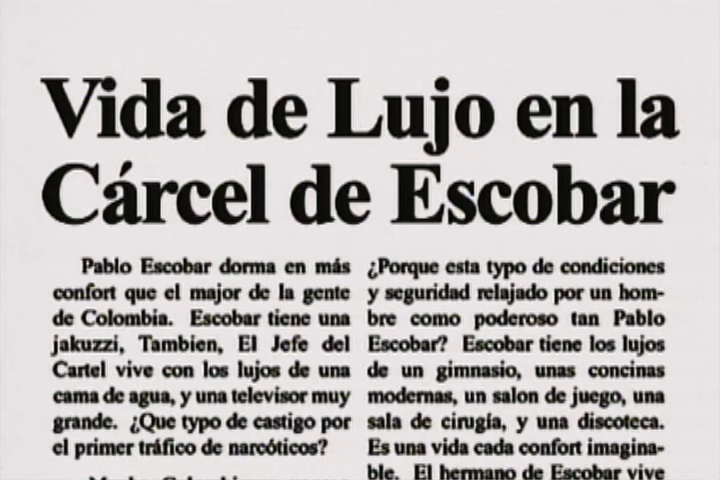 Vida de Lujo en la
Cárcel de Escobar
Pablo Escobar dorma en más
confort que el major de la gente
de Colombia. Escobar tiene una
jakuzzi, Tambien, El Jefe del
Cartel vive con los lujos de una
cama de agua, y una televisor muy
grande. ¿Que typo de castigo por
el primer tráfico de narcóticos?
¿Porque esta typo de condiciones
y seguridad relajado por un hom-
bre como poderoso tan Pablo
Escobar? Escobar tiene los lujos
de un gimnasio, unas concinas
modernas, un salon de juego, una
sala de cirugía, y una discoteca.
Es una vida cada confort imagina-
ble. El hermano de Escobar vive